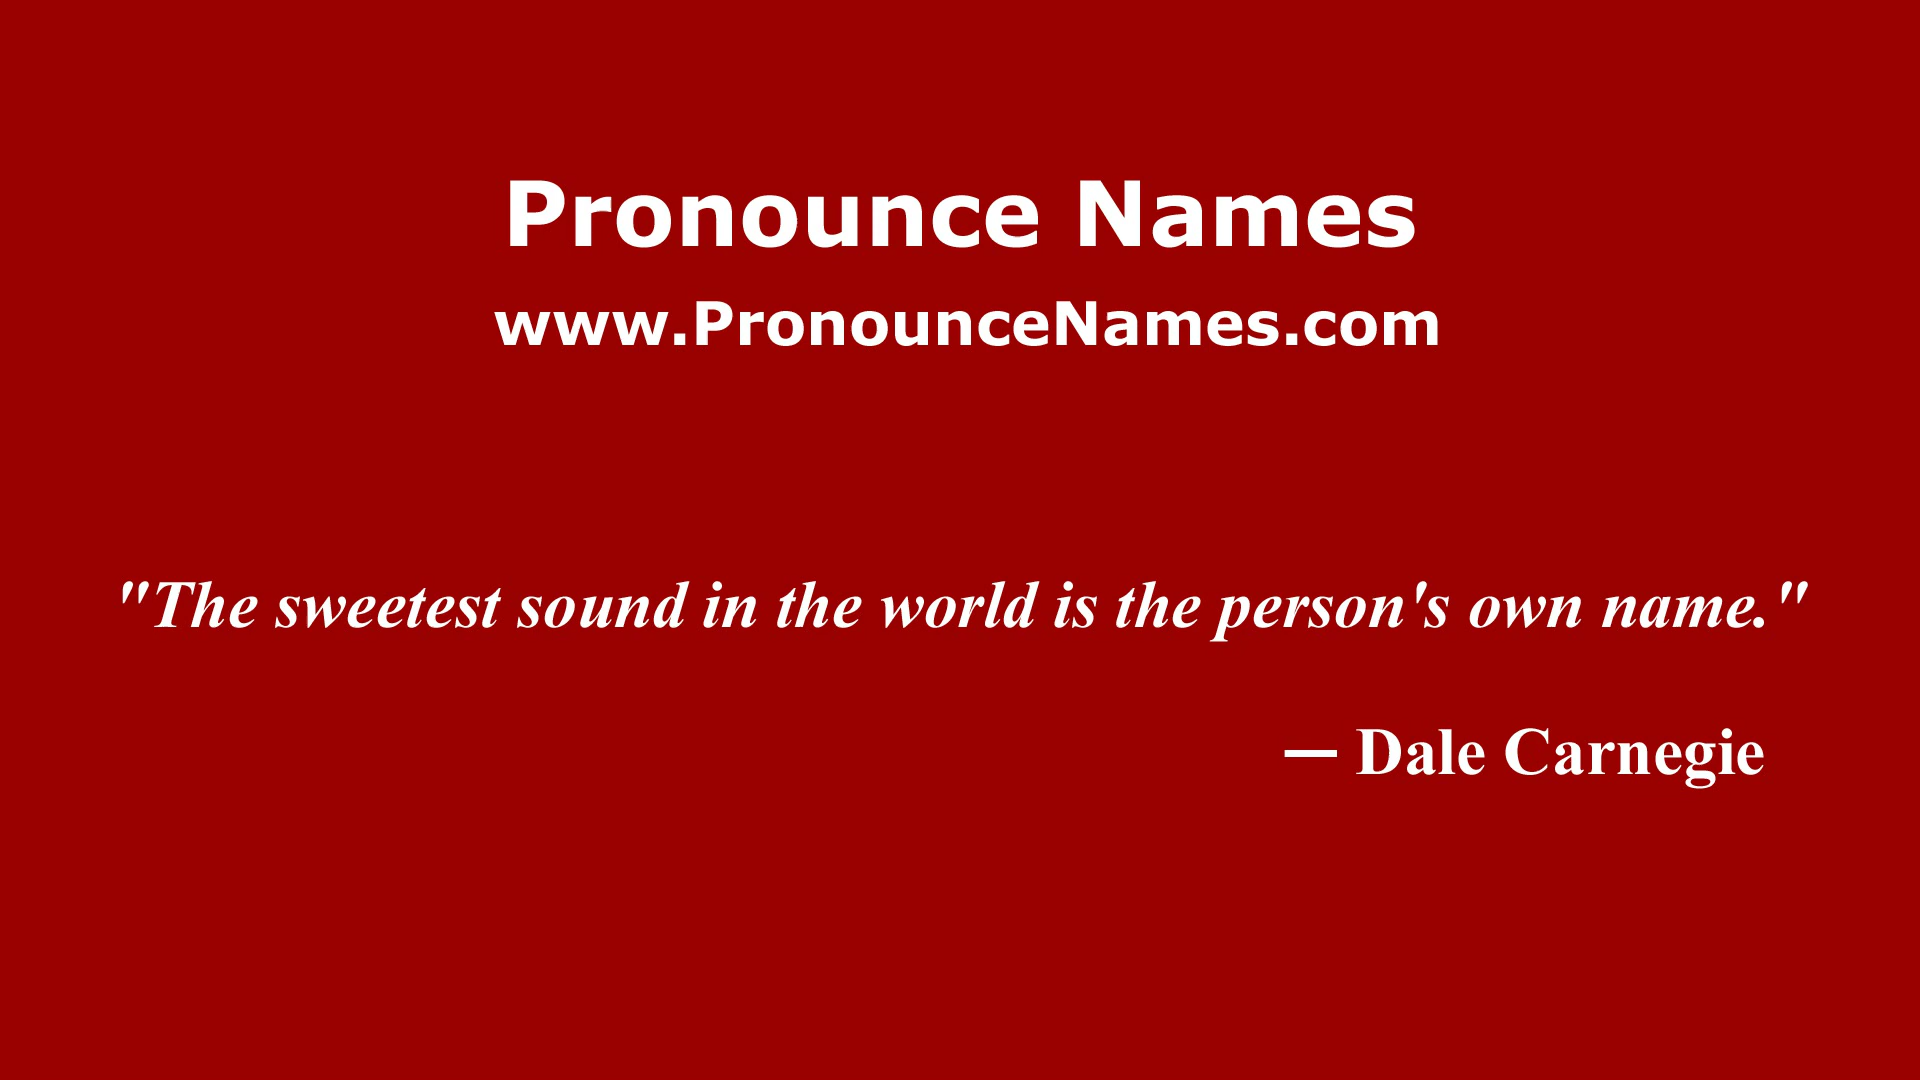 Pronounce Names
www.PronounceNames.com
"The sweetest sound in the world is the person's own name."
— Dale Carnegie